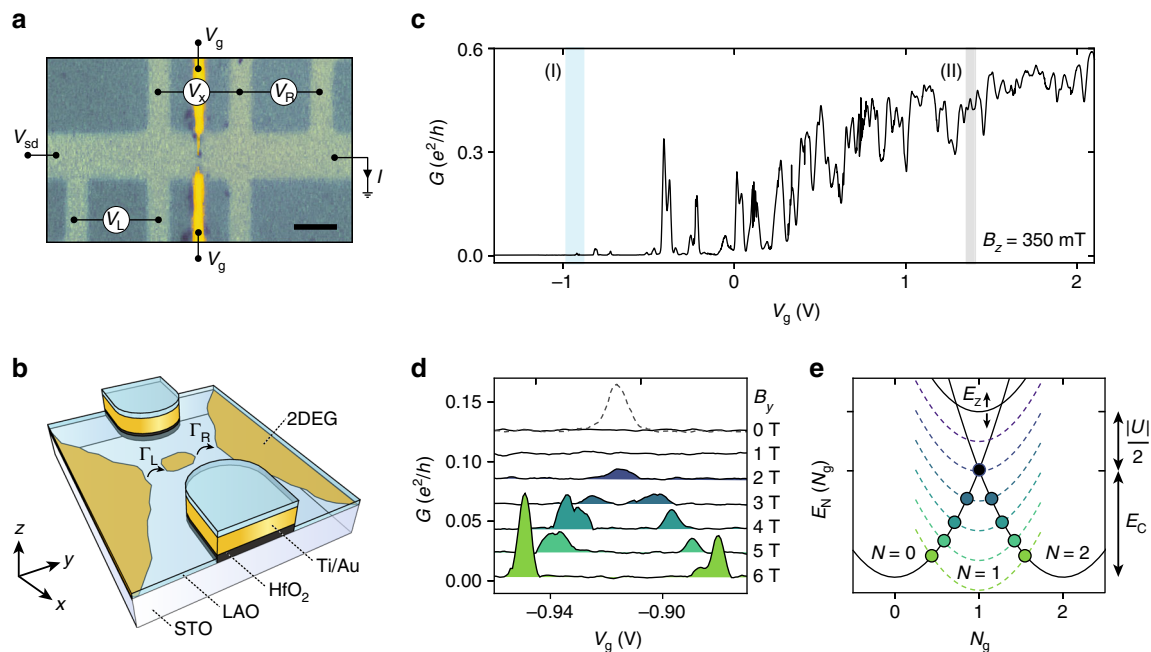 a
V_g
V_x
V_R
V_sd
I
V_L
V_g
b
Γ_L
Γ_R
2DEG
z
y
x
Ti/Au
HfO₂
LAO
STO
c
0.6
0.3
0.0
G (e²/h)
(I)
(II)
B_z = 350 mT
−1
0
1
2
V_g (V)
d
B_y
0.15
0.10
0.05
0.00
G (e²/h)
0 T
1 T
2 T
3 T
4 T
5 T
6 T
−0.94
−0.90
V_g (V)
e
E_z
|U|
2
E_C
E_N (N_g)
N = 0
N = 1
N = 2
0
1
2
N_g